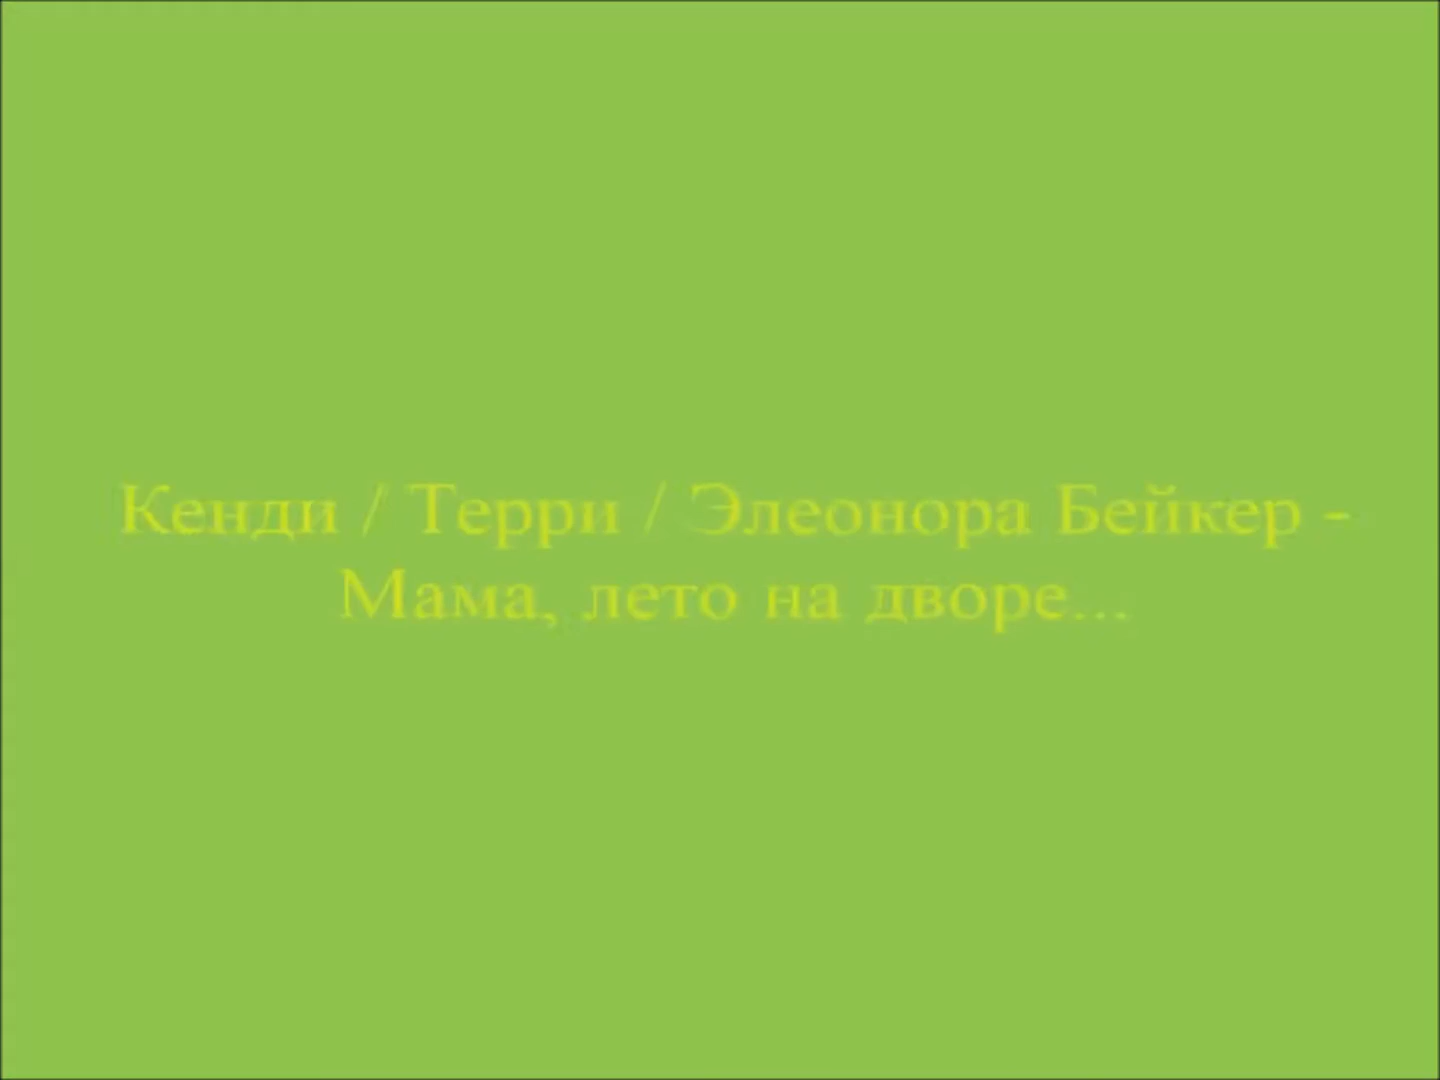 Кенди / Терри / Элеонора Бейкер -
Мама, лето на дворе...